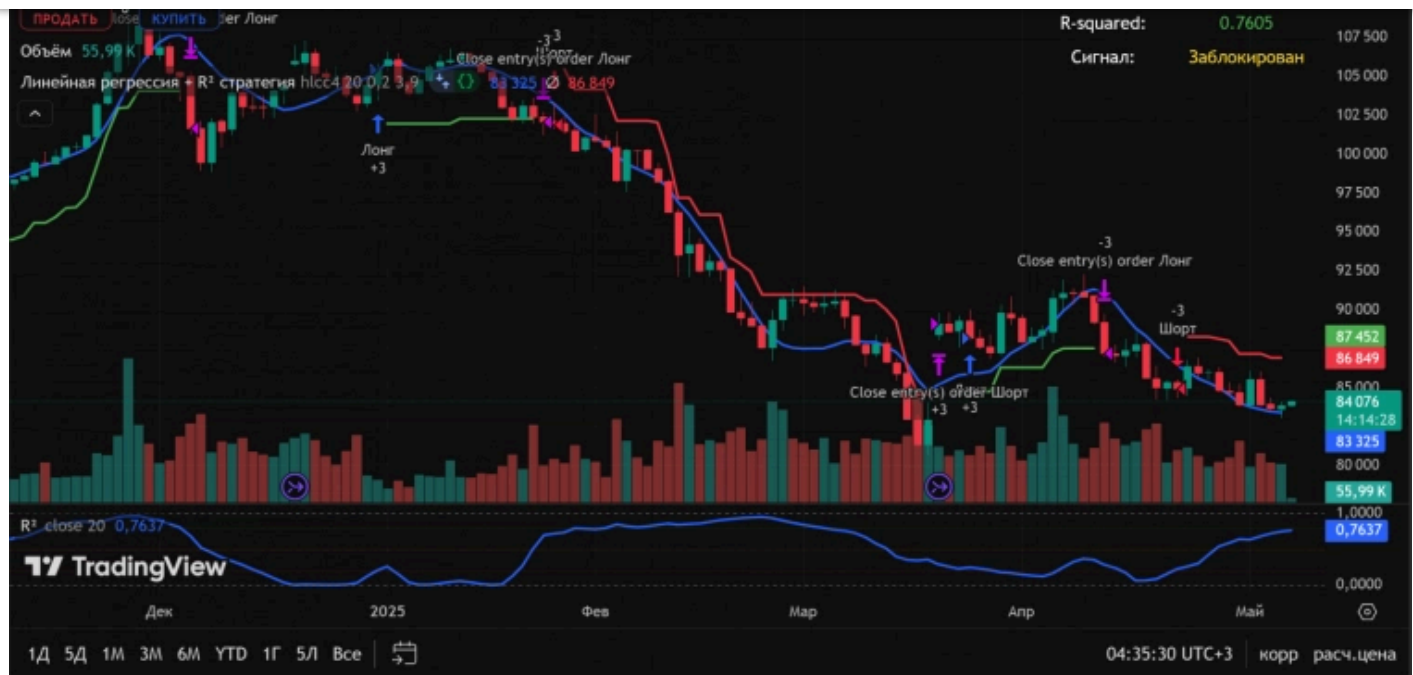 ПРОДАТЬ lose КУПИТЬ der Лонг
R-squared: 0.7605
Объём 55,99 K
Сигнал: Заблокирован
-3
Close entry(s) order Лонг
Линейная регрессия + R² стратегия hlcc4 20 0,2 3,9 83 325 Ø 86 849
Лонг
+3
-3
Close entry(s) order Лонг
-3
Шорт
Close entry(s) order Шорт
+3
+3
107 500
105 000
102 500
100 000
97 500
95 000
92 500
90 000
87 452
86 849
85 000
84 076
14:14:28
83 325
80 000
55,99 K
1,0000
0,7637
0,0000
R² close 20 0,7637
TradingView
Дек 2025 Фев Мар Апр Май
1Д 5Д 1М 3М 6М YTD 1Г 5Л Все
04:35:30 UTC+3 корр расч.цена